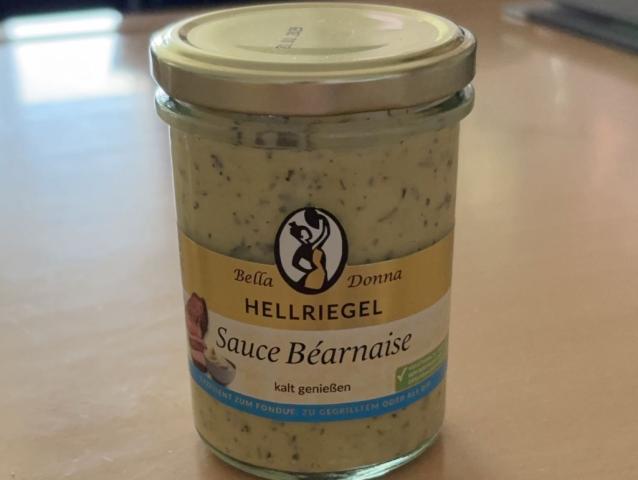 Bella Donna
HELLRIEGEL
Sauce Béarnaise
kalt genießen
ZUM FONDUE, ZU GEGRILLTEM ODER ALS DIP